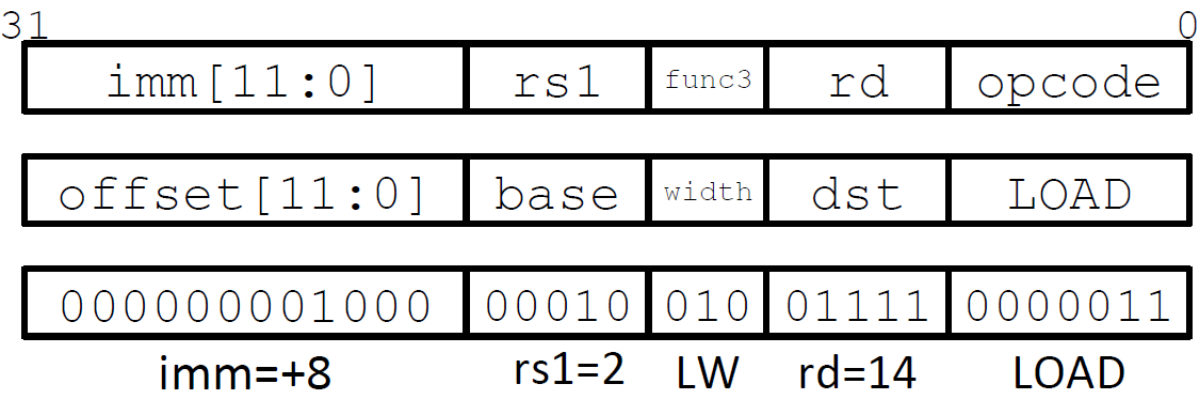 31 0
imm[11:0] rs1 func3 rd opcode
offset[11:0] base width dst LOAD
000000001000 00010 010 01111 0000011
imm=+8 rs1=2 LW rd=14 LOAD